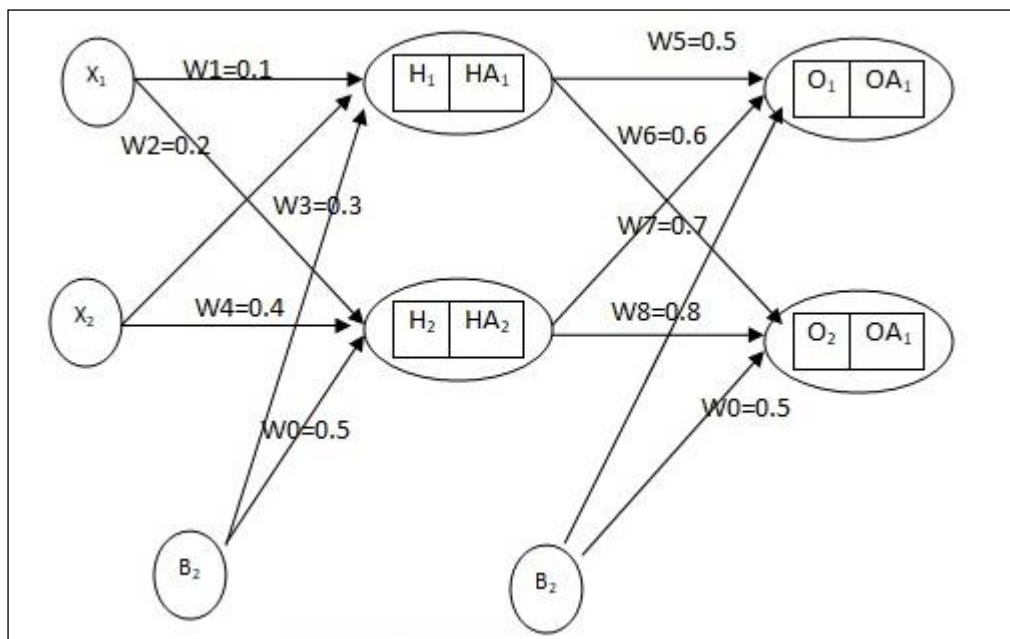 X₁
W1=0.1
H₁ HA₁
W5=0.5
O₁ OA₁
W2=0.2
W6=0.6
W3=0.3
W7=0.7
X₂
W4=0.4
H₂ HA₂
W8=0.8
O₂ OA₁
W0=0.5
W0=0.5
B₂
B₂